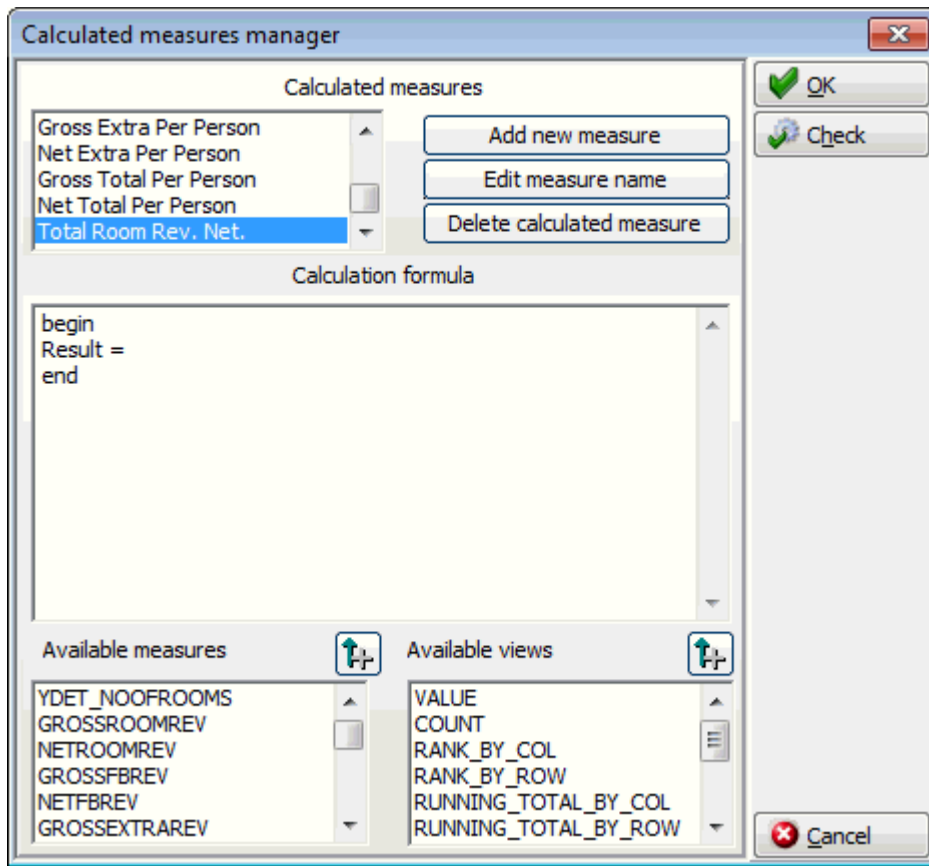 Calculated measures manager
Calculated measures
OK
Check
Gross Extra Per Person
Net Extra Per Person
Gross Total Per Person
Net Total Per Person
Total Room Rev. Net.
Add new measure
Edit measure name
Delete calculated measure
Calculation formula
begin
Result =
end
Available measures
Available views
YDET_NOOFROOMS
GROSSROOMREV
NETROOMREV
GROSSFBREV
NETFBREV
GROSSEXTRAREV
VALUE
COUNT
RANK_BY_COL
RANK_BY_ROW
RUNNING_TOTAL_BY_COL
RUNNING_TOTAL_BY_ROW
Cancel